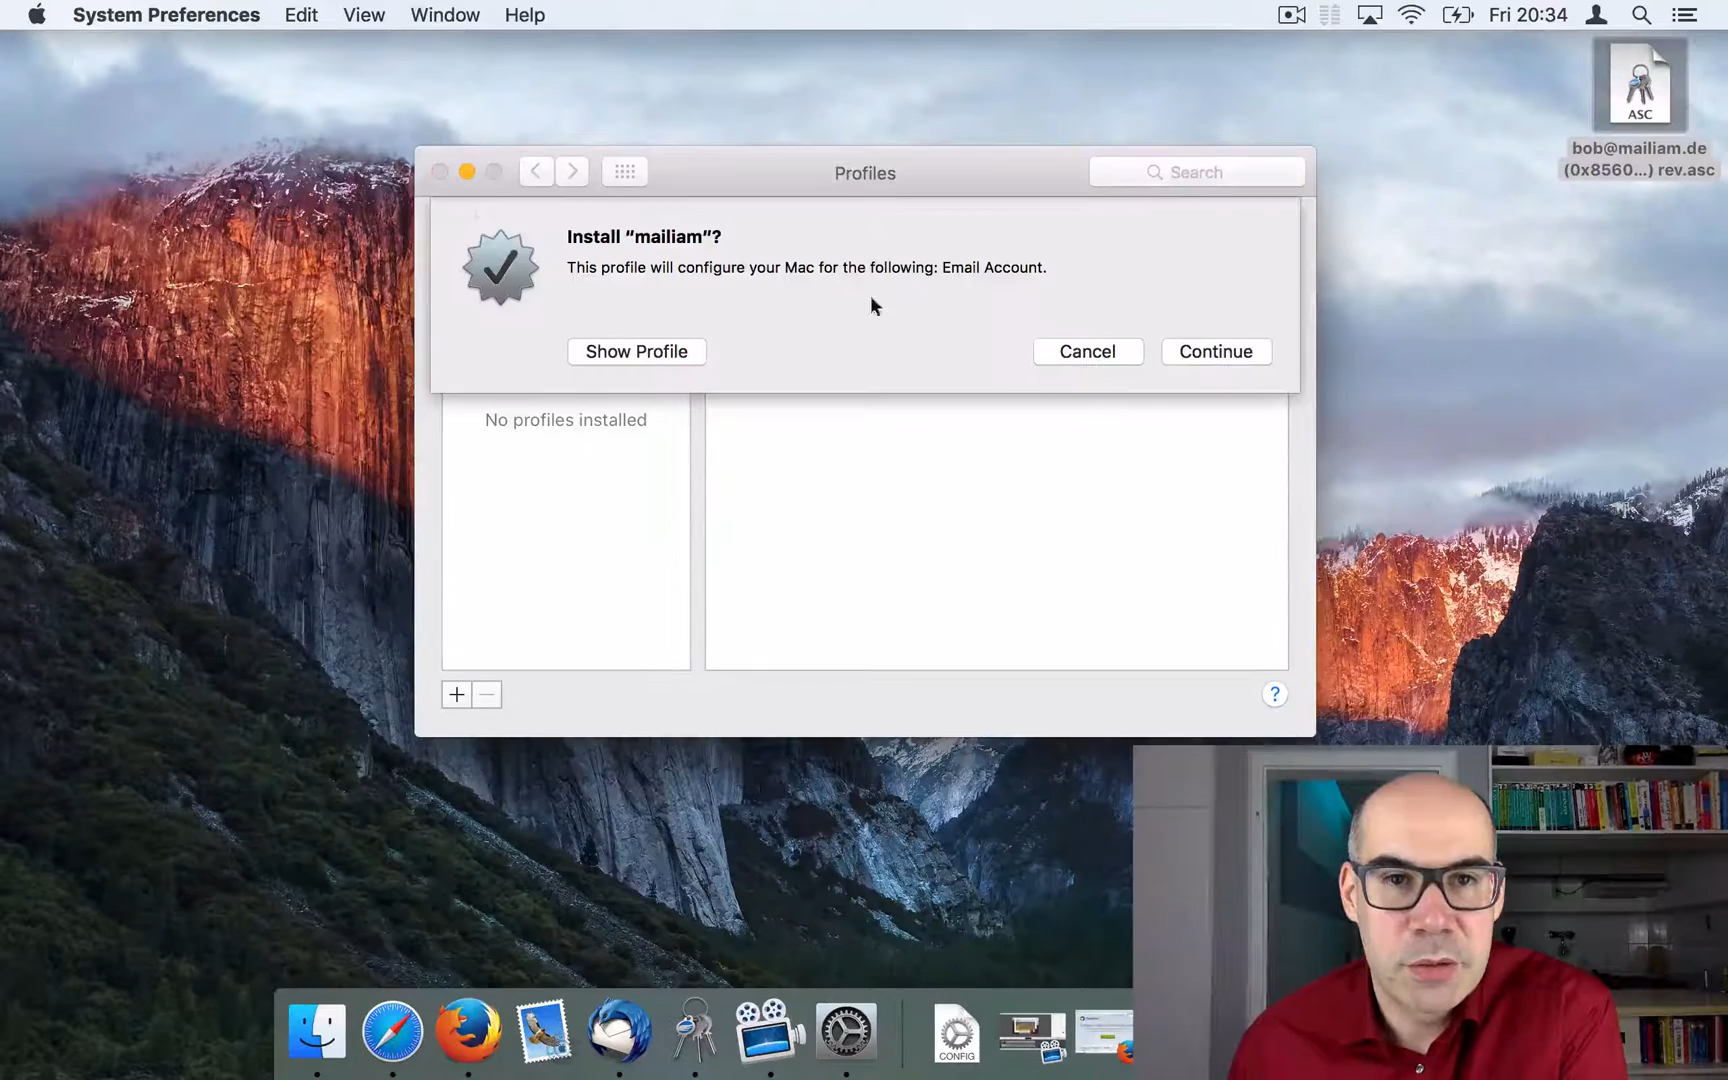 System Preferences Edit View Window Help Fri 20:34
ASC
bob@mailiam.de
(0x8560...) rev.asc
Profiles
Search
Install “mailiam”?
This profile will configure your Mac for the following: Email Account.
Show Profile Cancel Continue
No profiles installed
+ − ?
CONFIG